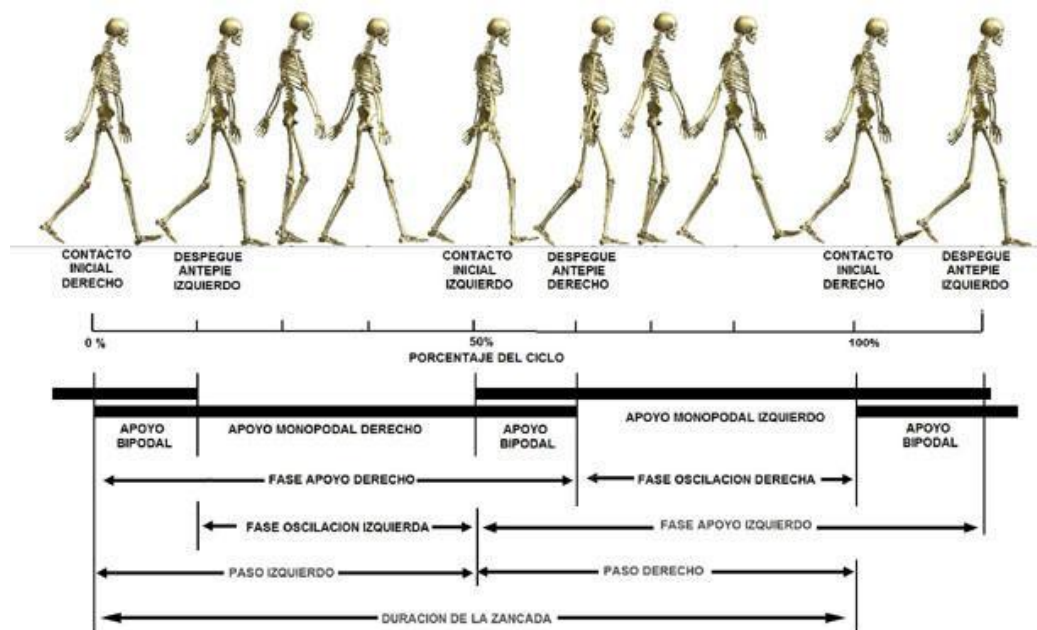 CONTACTO
INICIAL
DERECHO
DESPEGUE
ANTEPIE
IZQUIERDO
CONTACTO
INICIAL
IZQUIERDO
DESPEGUE
ANTEPIE
DERECHO
CONTACTO
INICIAL
DERECHO
DESPEGUE
ANTEPIE
IZQUIERDO
0 %
50%
100%
PORCENTAJE DEL CICLO
APOYO
BIPODAL
APOYO MONOPODAL DERECHO
APOYO
BIPODAL
APOYO MONOPODAL IZQUIERDO
APOYO
BIPODAL
FASE APOYO DERECHO
FASE OSCILACION DERECHA
FASE OSCILACION IZQUIERDA
FASE APOYO IZQUIERDO
PASO IZQUIERDO
PASO DERECHO
DURACION DE LA ZANCADA